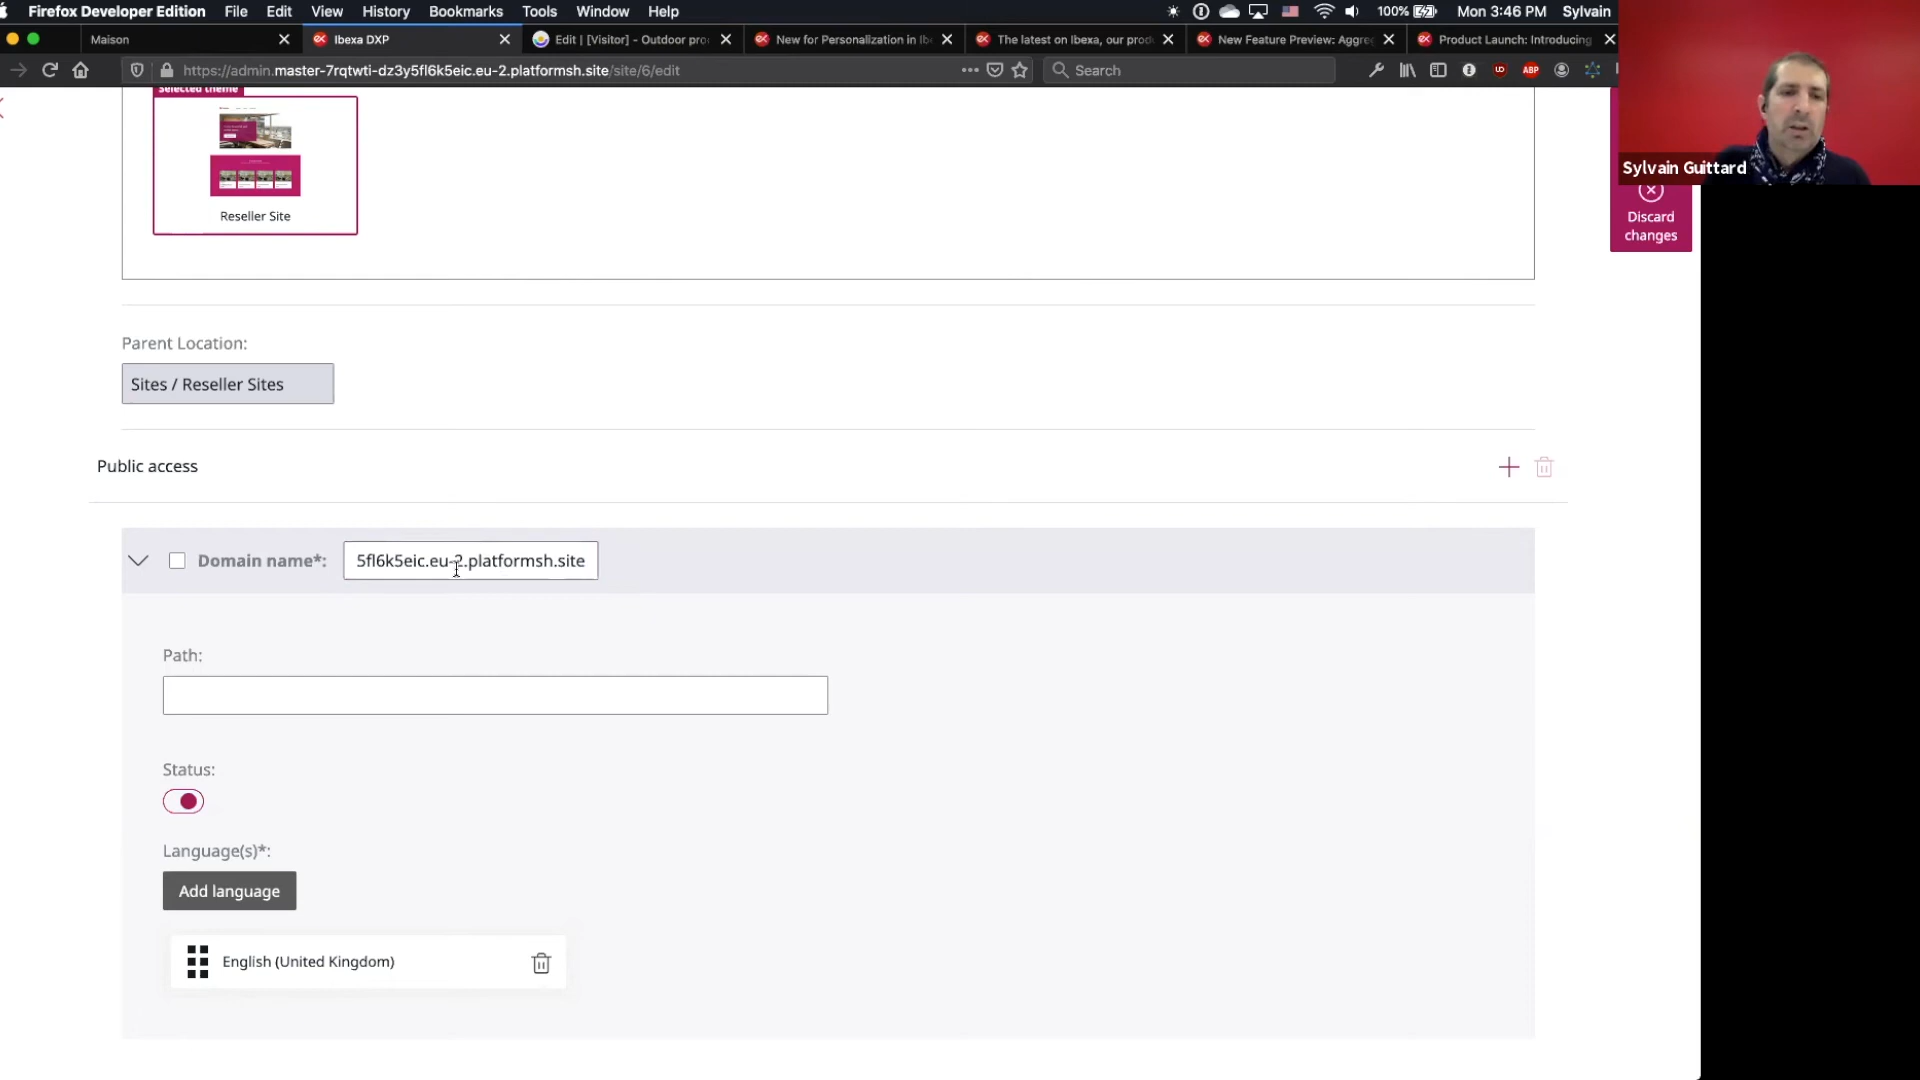 Firefox Developer Edition File Edit View History Bookmarks Tools Window Help 100% Mon 3:46 PM Sylvain
Maison Ibexa DXP Edit | [Visitor] - Outdoor pro New for Personalization in Ib The latest on Ibexa, our prod New Feature Preview: Aggre Product Launch: Introducing
https://admin.master-7rqtwti-dz3y5fl6k5eic.eu-2.platformsh.site/site/6/edit Search ABP
Selected theme
Reseller Site
Sylvain Guittard
Discard
changes
Parent Location:
Sites / Reseller Sites
Public access
Domain name*: 5fl6k5eic.eu-2.platformsh.site
Path:
Status:
Language(s)*:
Add language
English (United Kingdom)